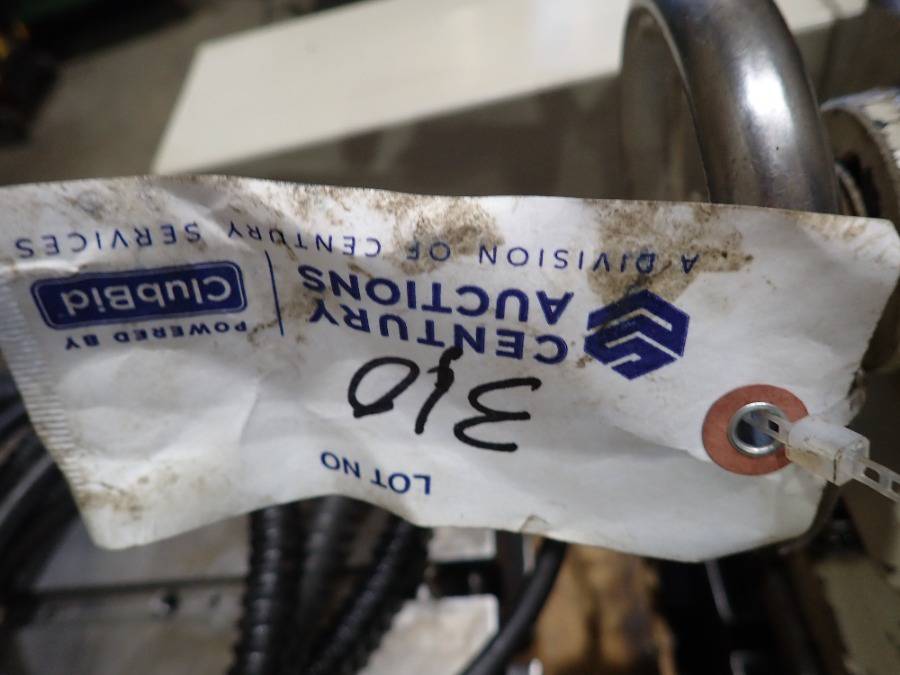 LOT NO
310
CENTURY
AUCTIONS
A DIVISION OF CENTURY SERVICES
POWERED BY
ClubBid